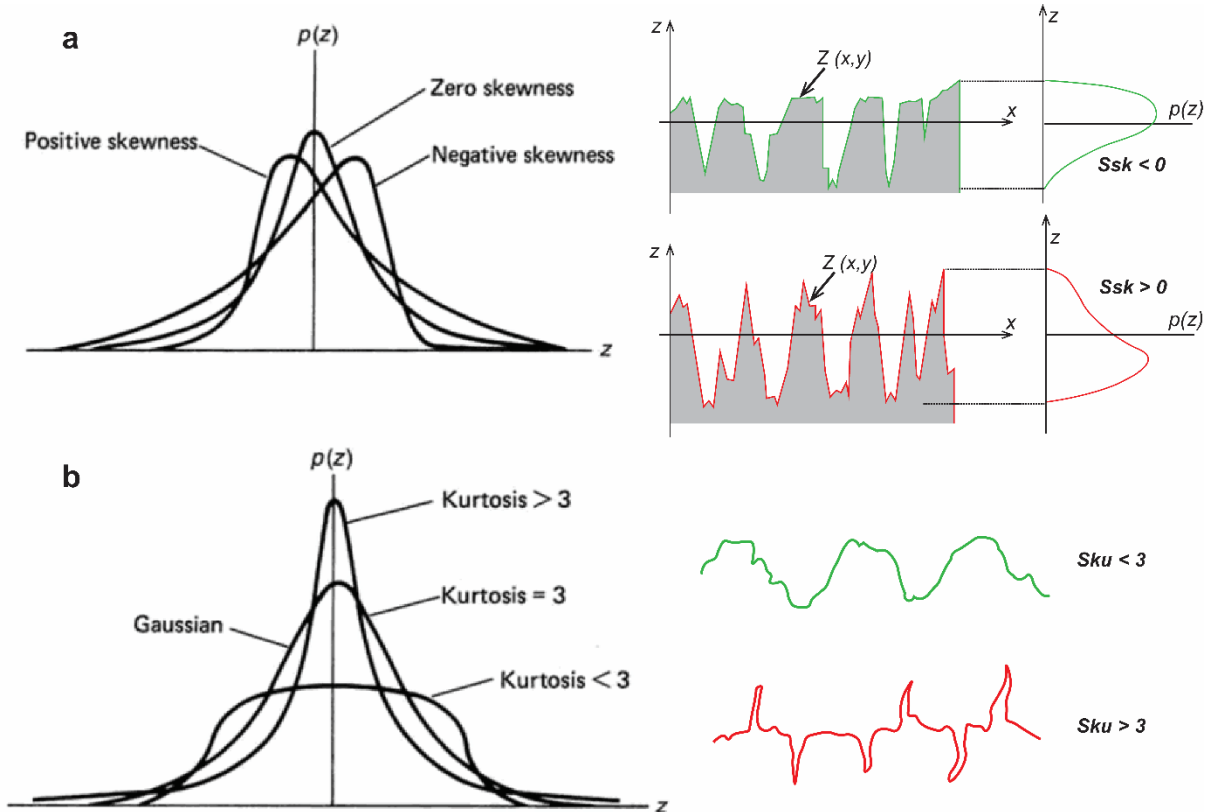 a
p(z)
Zero skewness
Positive skewness
Negative skewness
z
z
Z (x,y)
x
z
p(z)
Ssk < 0
z
Z (x,y)
x
z
Ssk > 0
p(z)
b
p(z)
Kurtosis > 3
Kurtosis = 3
Gaussian
Kurtosis < 3
z
Sku < 3
Sku > 3